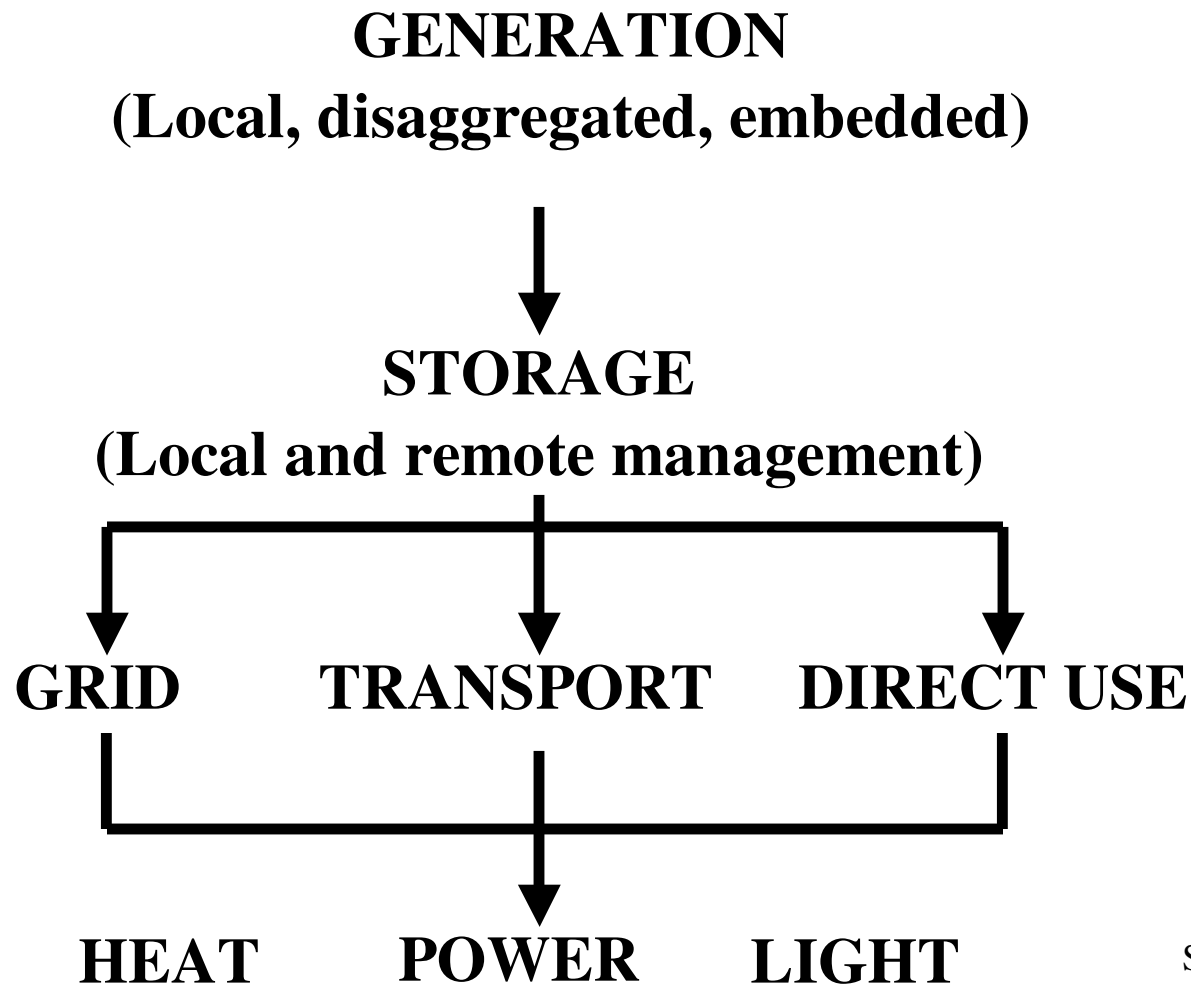 GENERATION
(Local, disaggregated, embedded)
STORAGE
(Local and remote management)
GRID TRANSPORT DIRECT USE
HEAT POWER LIGHT